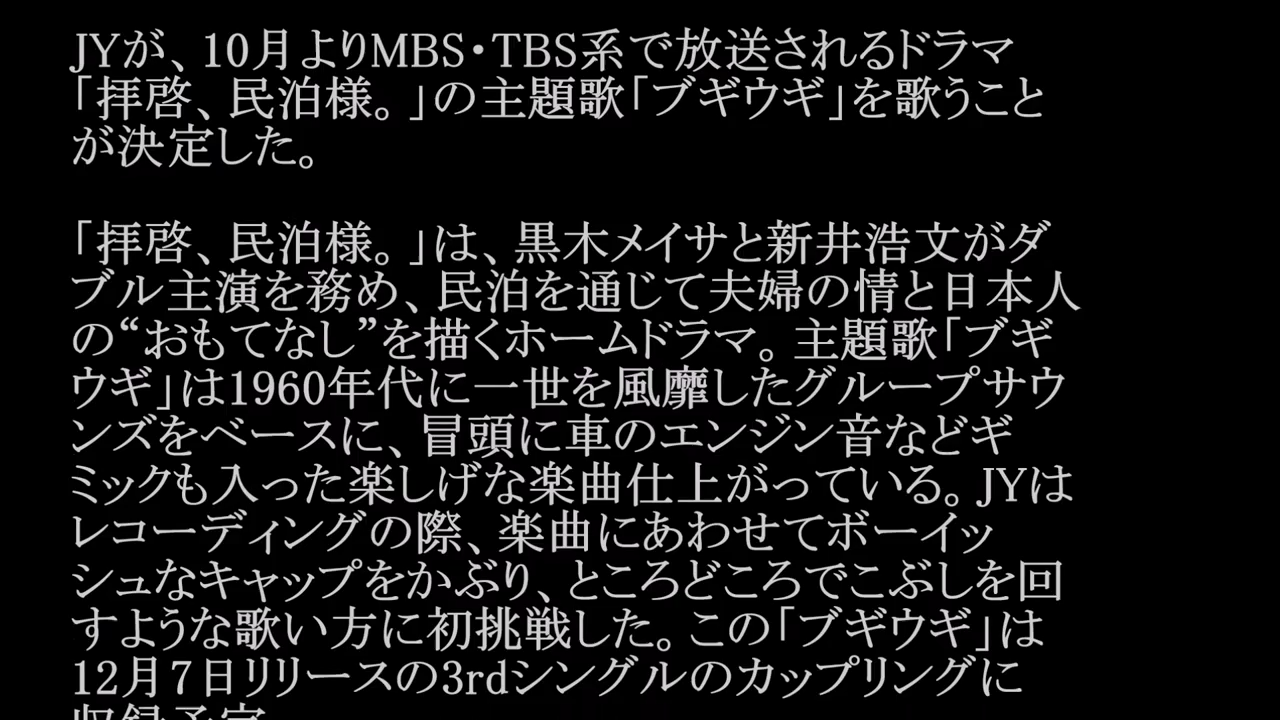 JYが、10月よりMBS・TBS系で放送されるドラマ
「拝啓、民泊様。」の主題歌「ブギウギ」を歌うこと
が決定した。
「拝啓、民泊様。」は、黒木メイサと新井浩文がダ
ブル主演を務め、民泊を通じて夫婦の情と日本人
の“おもてなし”を描くホームドラマ。主題歌「ブギ
ウギ」は1960年代に一世を風靡したグループサウ
ンズをベースに、冒頭に車のエンジン音などギ
ミックも入った楽しげな楽曲仕上がっている。JYは
レコーディングの際、楽曲にあわせてボーイッ
シュなキャップをかぶり、ところどころでこぶしを回
すような歌い方に初挑戦した。この「ブギウギ」は
12月７日リリースの3rdシングルのカップリングに
収録予定